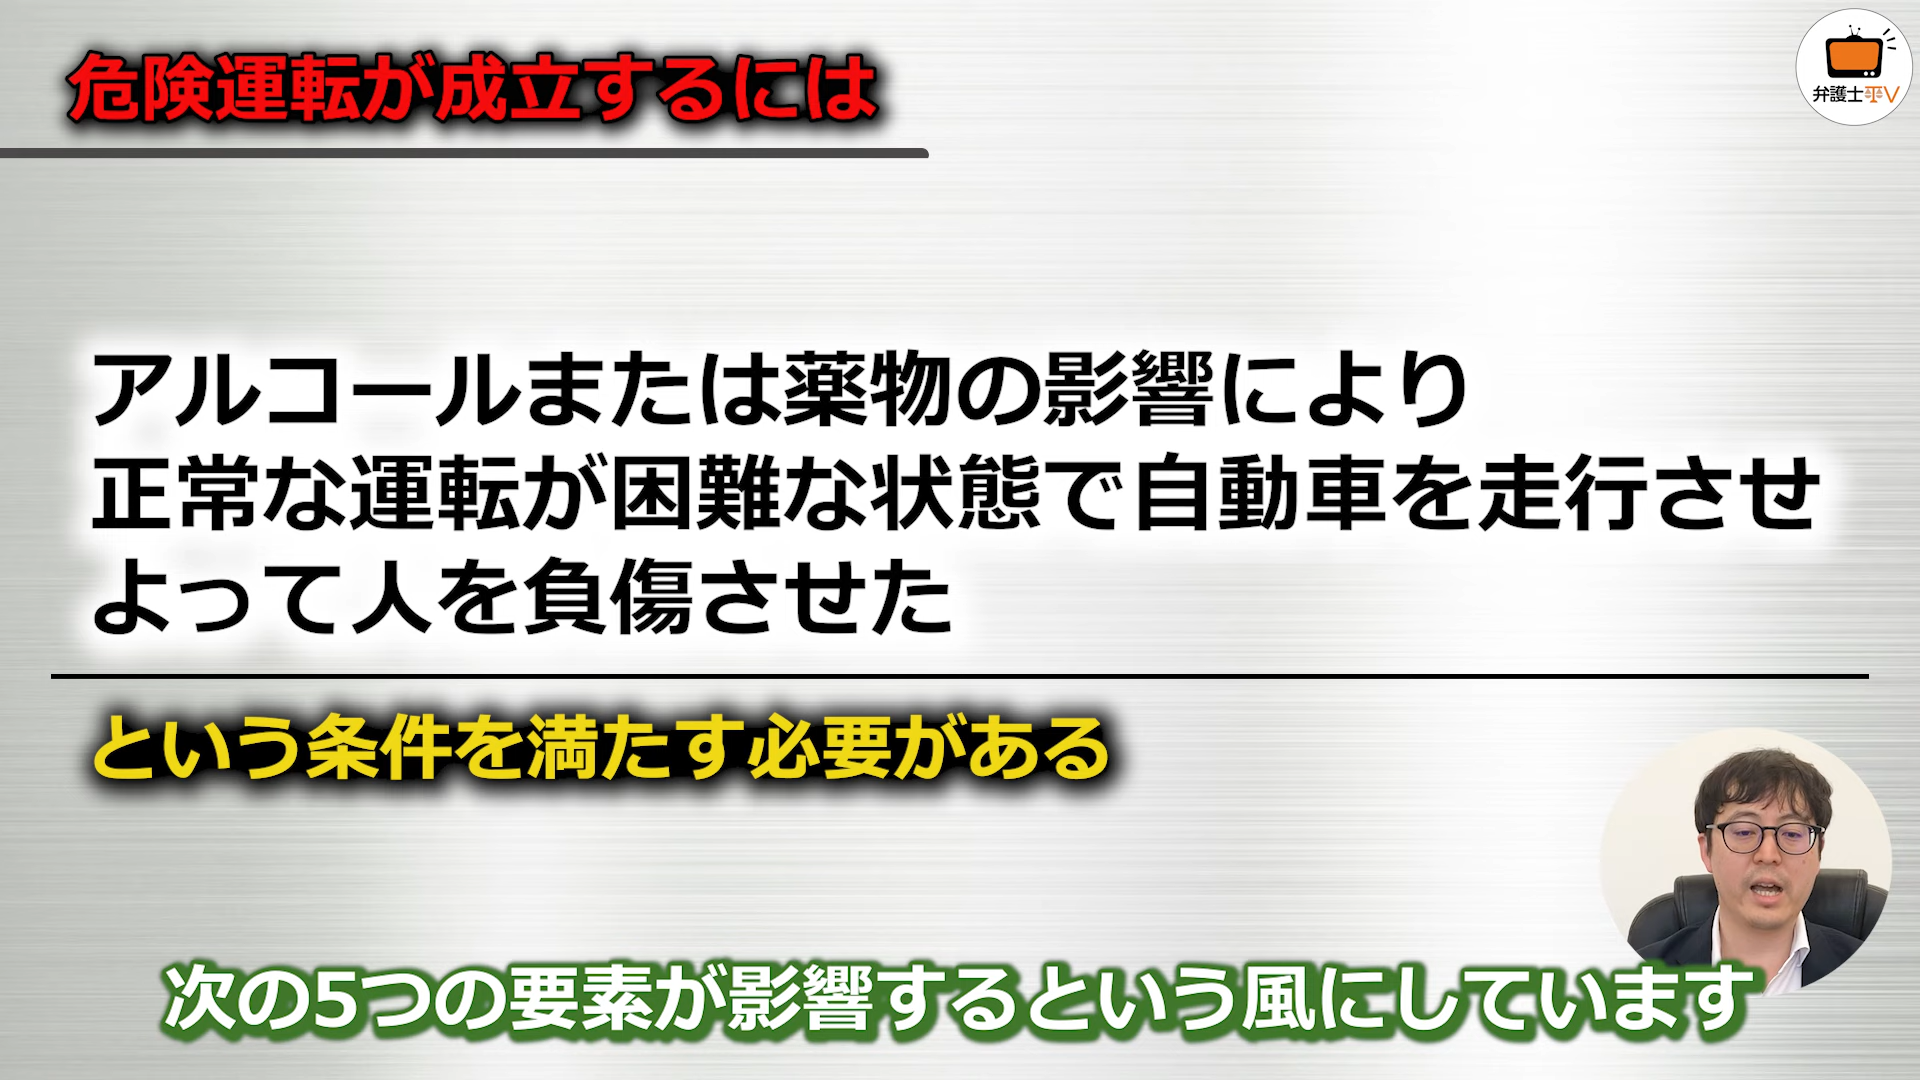 危険運転が成立するには
弁護士平V
アルコールまたは薬物の影響により
正常な運転が困難な状態で自動車を走行させ
よって人を負傷させた
という条件を満たす必要がある
次の5つの要素が影響するという風にしています